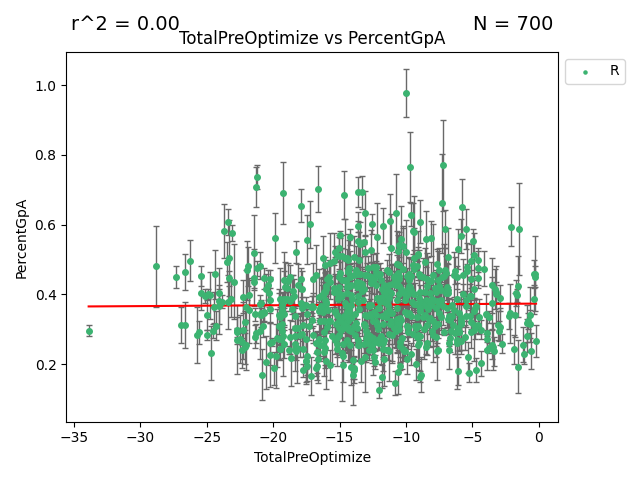 r^2 = 0.00
N = 700
TotalPreOptimize vs PercentGpA
R
1.0
0.8
0.6
0.4
0.2
PercentGpA
−35
−30
−25
−20
−15
−10
−5
0
TotalPreOptimize